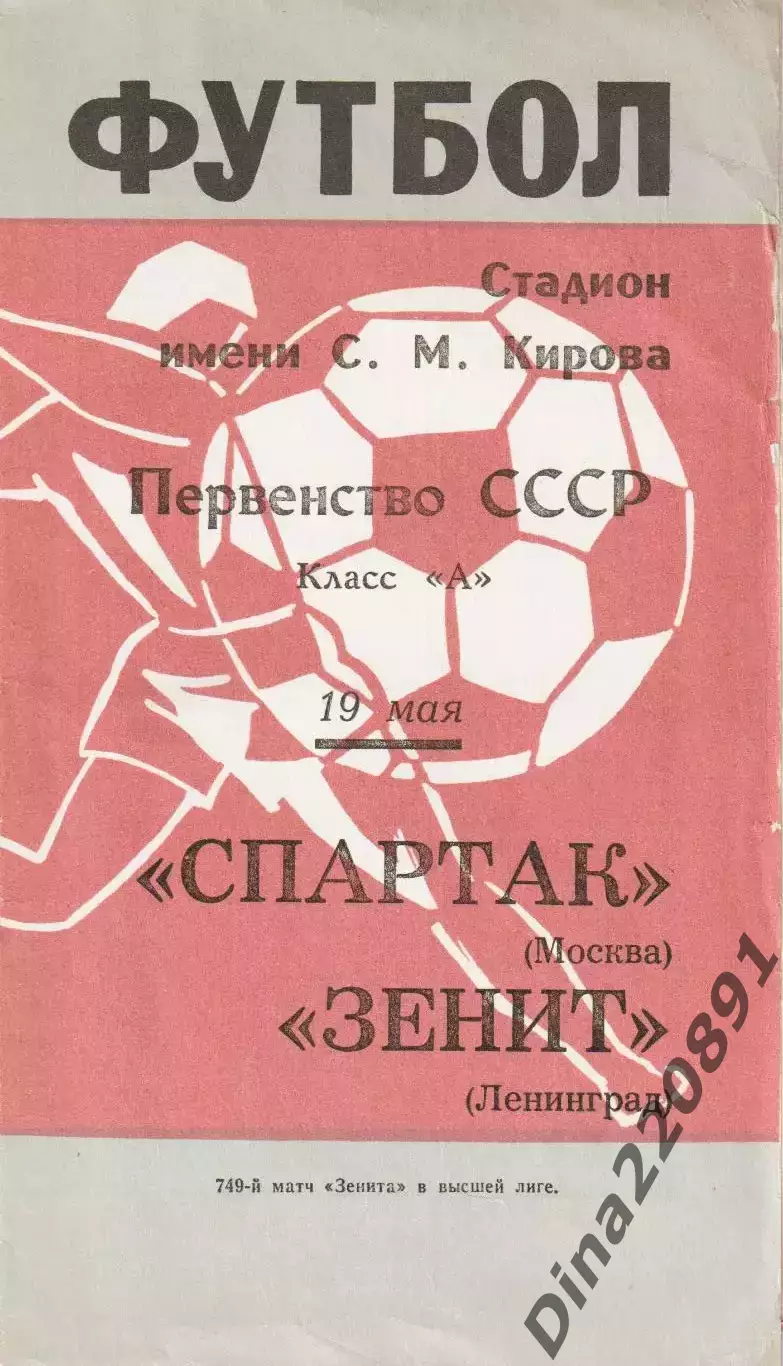 ФУТБОЛ
Стадион
имени С. М. Кирова
Первенство СССР
Класс «А»
19 мая
«СПАРТАК»
(Москва)
«ЗЕНИТ»
(Ленинград)
749-й матч «Зенита» в высшей лиге.
Dina220891